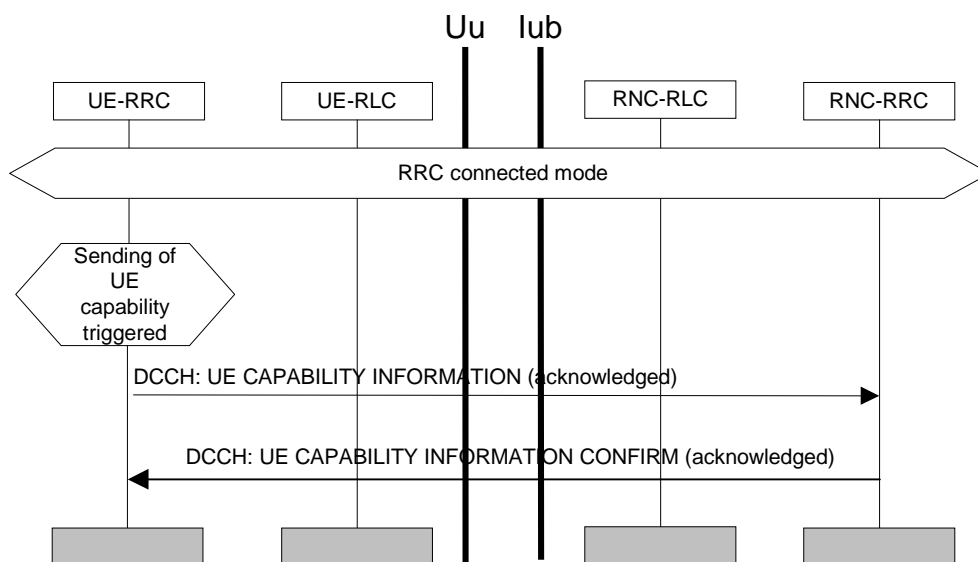 Uu Iub
UE-RRC UE-RLC RNC-RLC RNC-RRC
RRC connected mode
Sending of
UE
capability
triggered
DCCH: UE CAPABILITY INFORMATION (acknowledged)
DCCH: UE CAPABILITY INFORMATION CONFIRM (acknowledged)